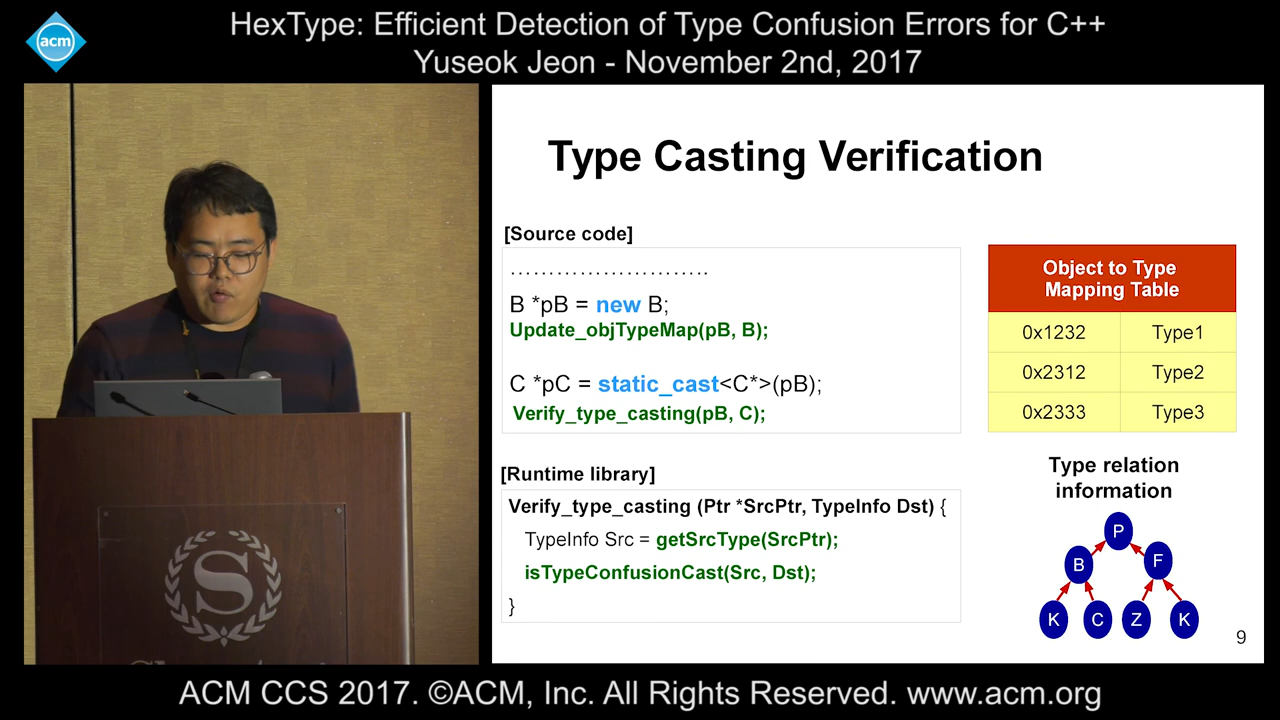 HexType: Efficient Detection of Type Confusion Errors for C++
Yuseok Jeon - November 2nd, 2017
acm
Type Casting Verification
[Source code]
……………………..
B *pB = new B;
Update_objTypeMap(pB, B);
C *pC = static_cast<C*>(pB);
Verify_type_casting(pB, C);
Object to Type
Mapping Table
0x1232 Type1
0x2312 Type2
0x2333 Type3
[Runtime library]
Verify_type_casting (Ptr *SrcPtr, TypeInfo Dst) {
TypeInfo Src = getSrcType(SrcPtr);
isTypeConfusionCast(Src, Dst);
}
Type relation
information
P
B F
K C Z K
9
S
ACM CCS 2017. ©ACM, Inc. All Rights Reserved. www.acm.org